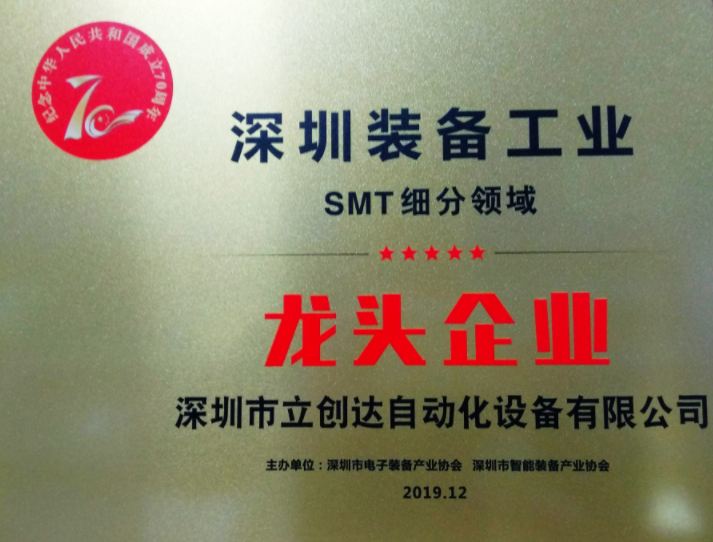 纪念中华人民共和国成立70周年
70
深圳装备工业
SMT细分领域
龙头企业
深圳市立创达自动化设备有限公司
主办单位：深圳市电子装备产业协会 深圳市智能装备产业协会
2019.12